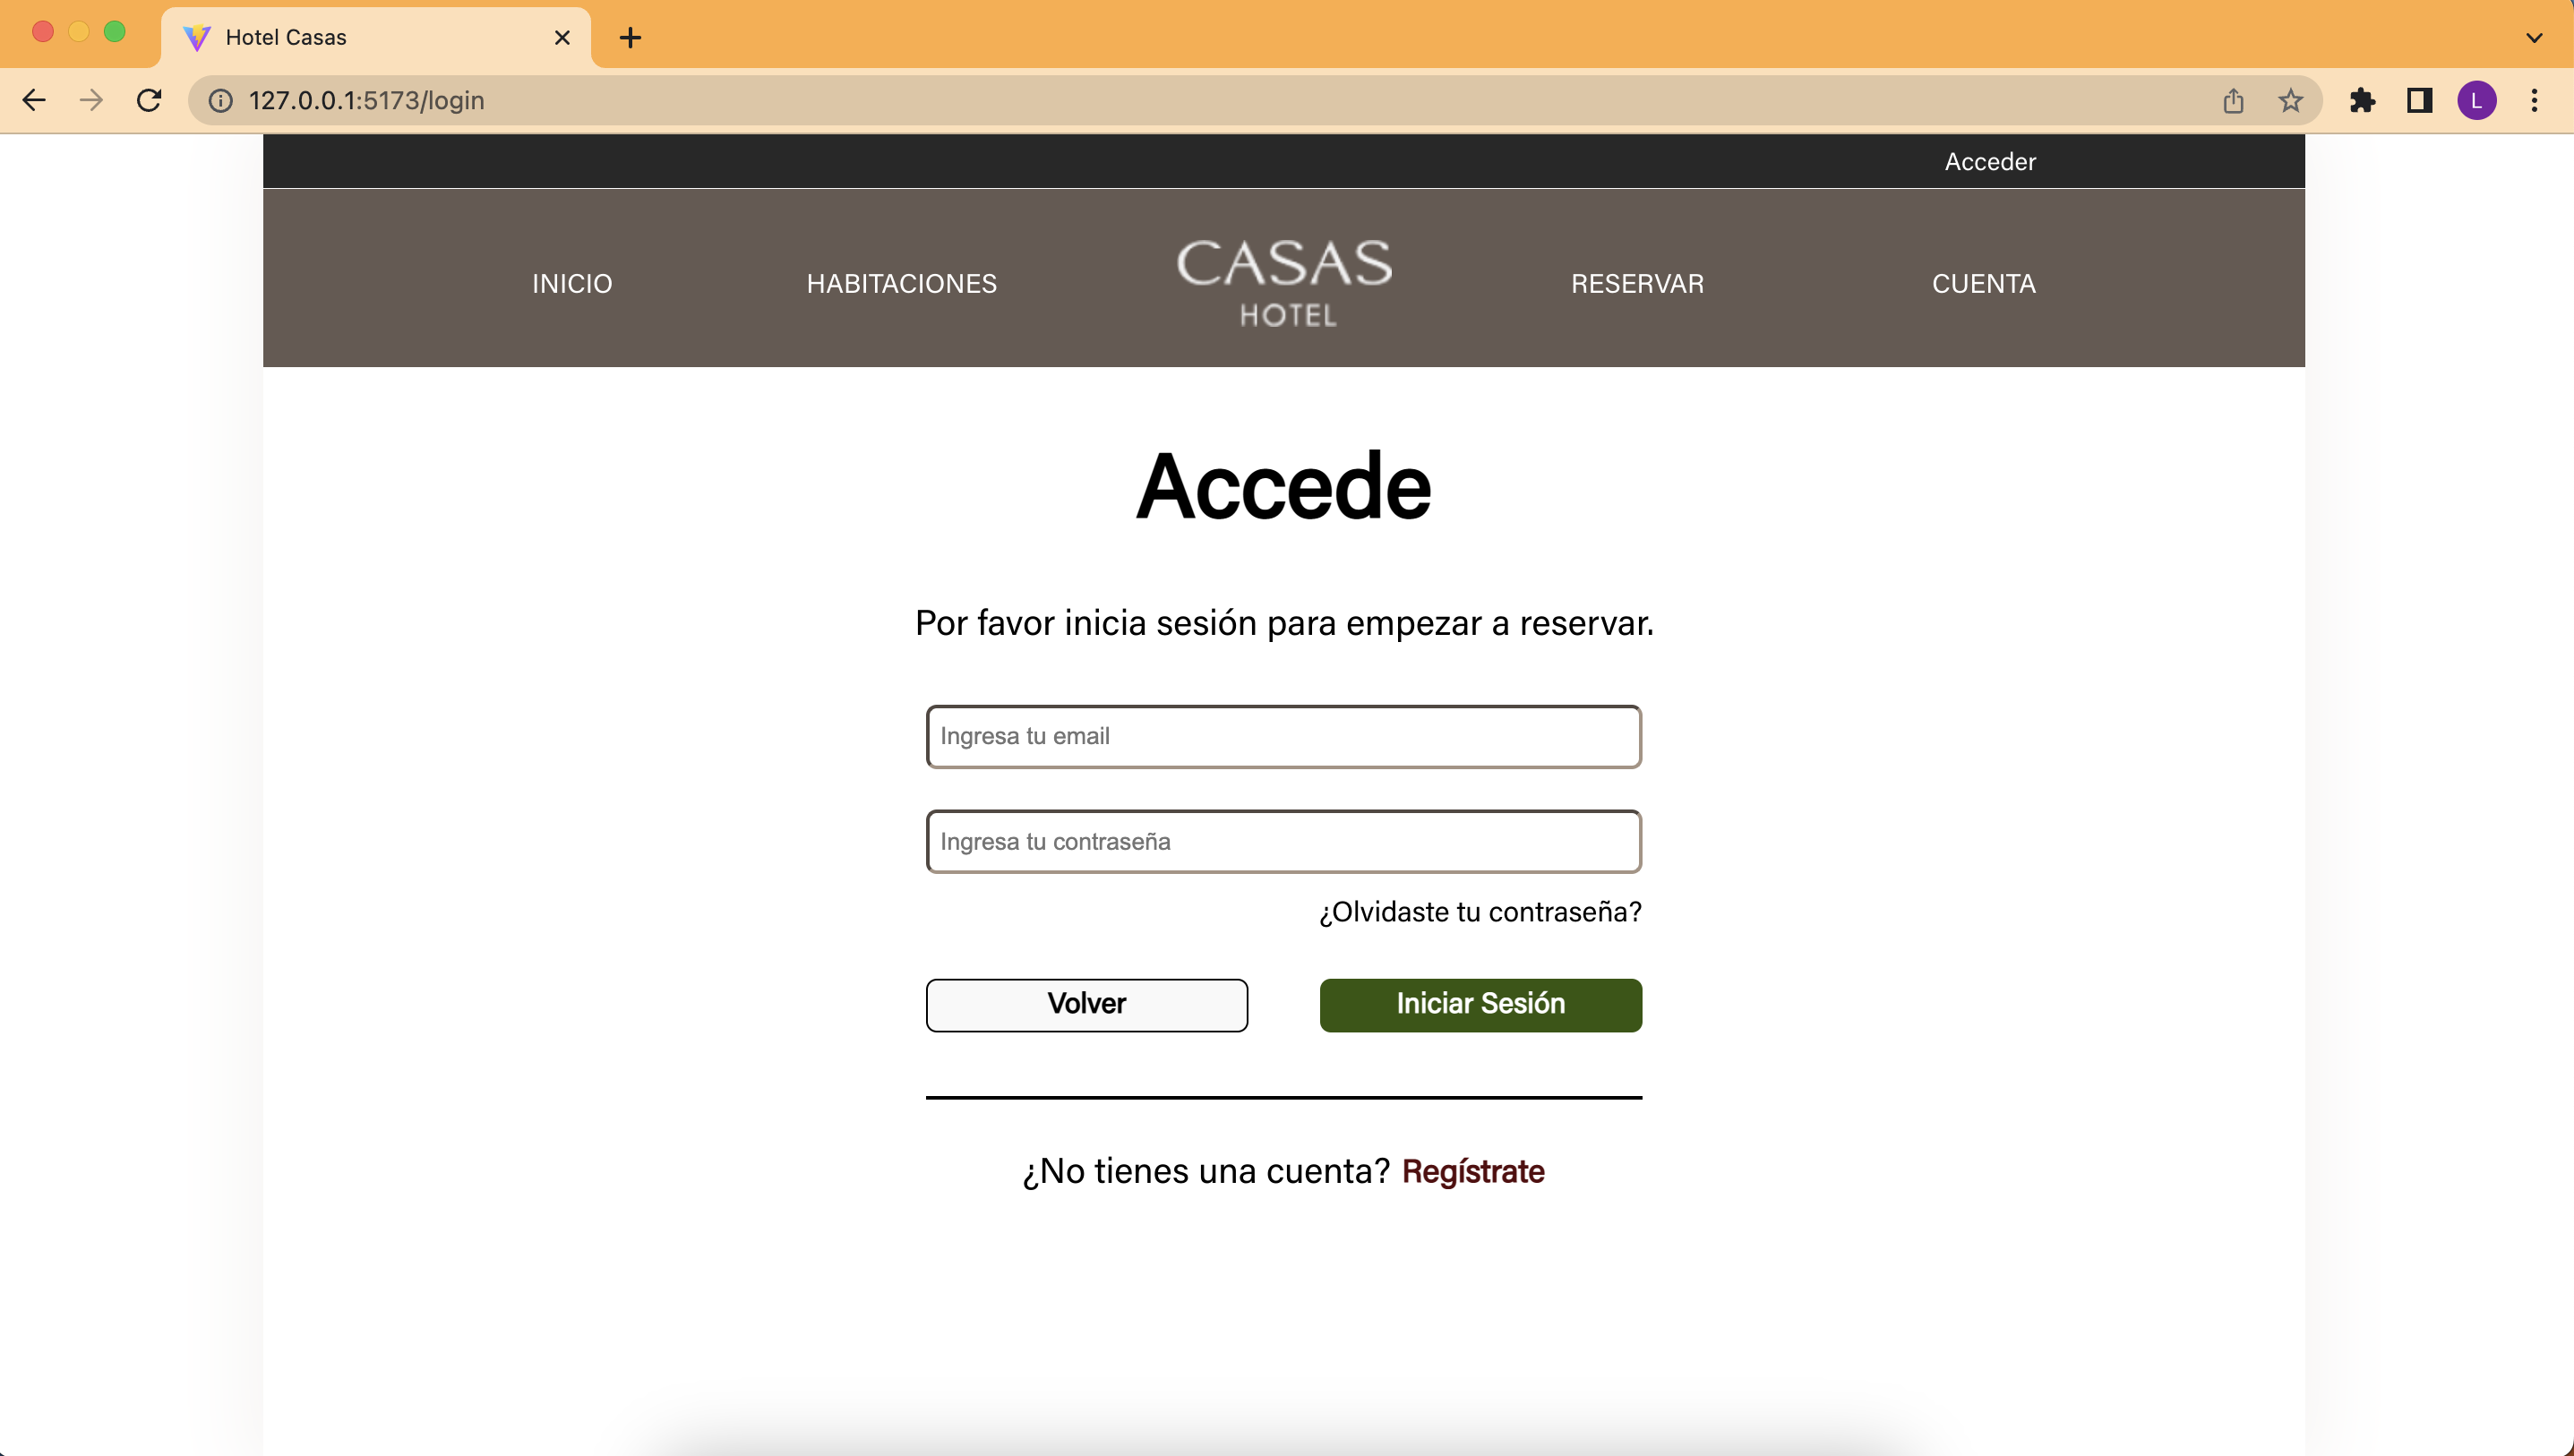 Hotel Casas
127.0.0.1:5173/login
L
Acceder
INICIO
HABITACIONES
CASAS
HOTEL
RESERVAR
CUENTA
Accede
Por favor inicia sesión para empezar a reservar.
Ingresa tu email
Ingresa tu contraseña
¿Olvidaste tu contraseña?
Volver
Iniciar Sesión
¿No tienes una cuenta? Regístrate